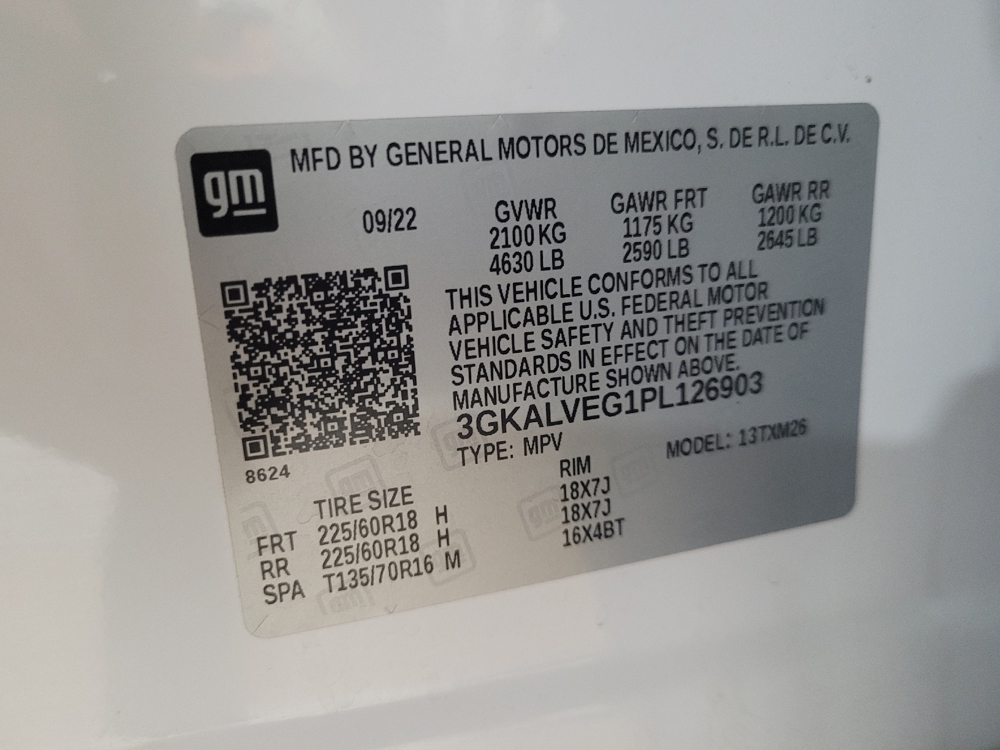 gm
MFD BY GENERAL MOTORS DE MEXICO, S. DE R.L. DE C.V.
09/22
GVWR GAWR FRT GAWR RR
2100 KG 1175 KG 1200 KG
4630 LB 2590 LB 2645 LB
THIS VEHICLE CONFORMS TO ALL
APPLICABLE U.S. FEDERAL MOTOR
VEHICLE SAFETY AND THEFT PREVENTION
STANDARDS IN EFFECT ON THE DATE OF
MANUFACTURE SHOWN ABOVE.
3GKALVEG1PL126903
TYPE: MPV MODEL: 13TXM26
8624
TIRE SIZE RIM
FRT 225/60R18 H 18X7J
RR 225/60R18 H 18X7J
SPA T135/70R16 M 16X4BT